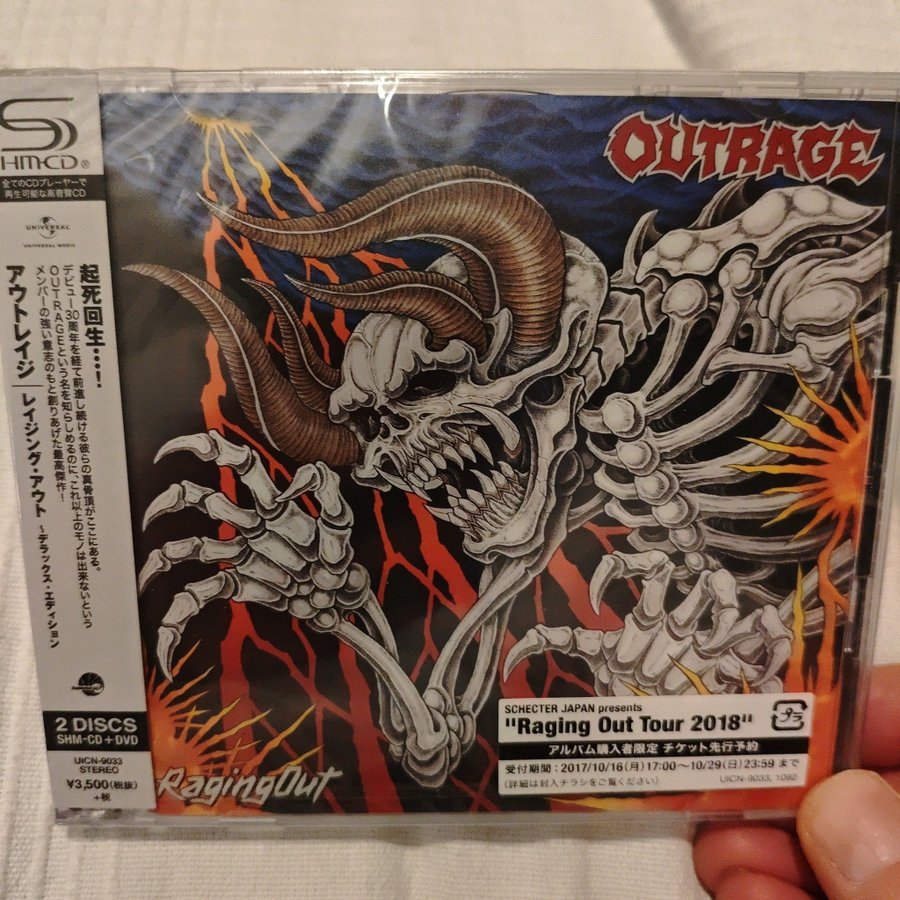 SHM-CD®
全てのCDプレーヤーで
再生可能な高音質CD
UNIVERSAL
UNIVERSAL MUSIC
起死回生…!
デビュー30周年を経て前進し続ける彼らの真骨頂がここにある。
OUTRAGEという名を知らしめるのに、これ以上のモノは出来ないという
メンバーの強い意志のもと創りあげた最高傑作!
アウトレイジ|レイジング・アウト ~デラックス・エディション
2 DISCS
SHM-CD+DVD
UICN-9033
STEREO
¥3,500(税抜)
+税
OUTRAGE
RagingOut
SCHECTER JAPAN presents
"Raging Out Tour 2018"
アルバム購入者限定 チケット先行予約
受付期間:2017/10/16(月)17:00~10/29(日)23:59まで
(詳細は封入チラシをご覧ください)
UICN-9033, 1092
プラ